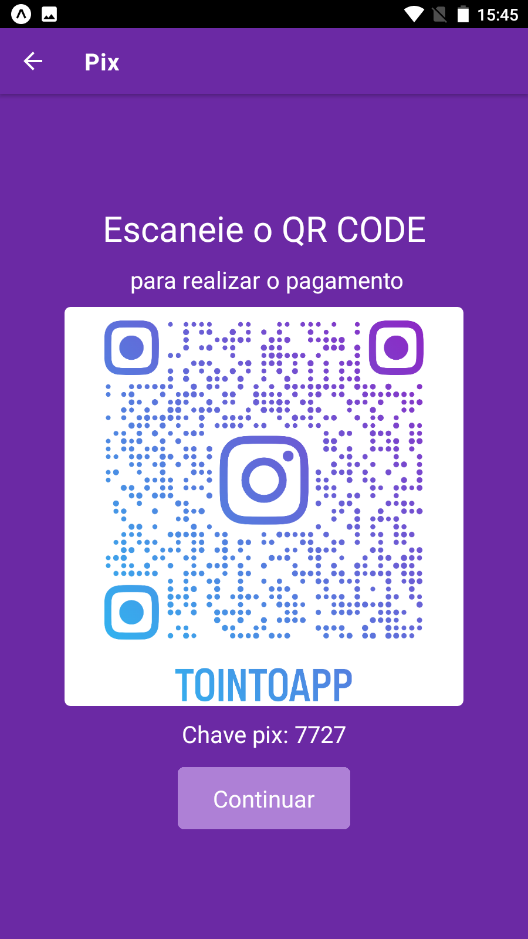 15:45
Pix
Escaneie o QR CODE
para realizar o pagamento
TOINTOAPP
Chave pix: 7727
Continuar